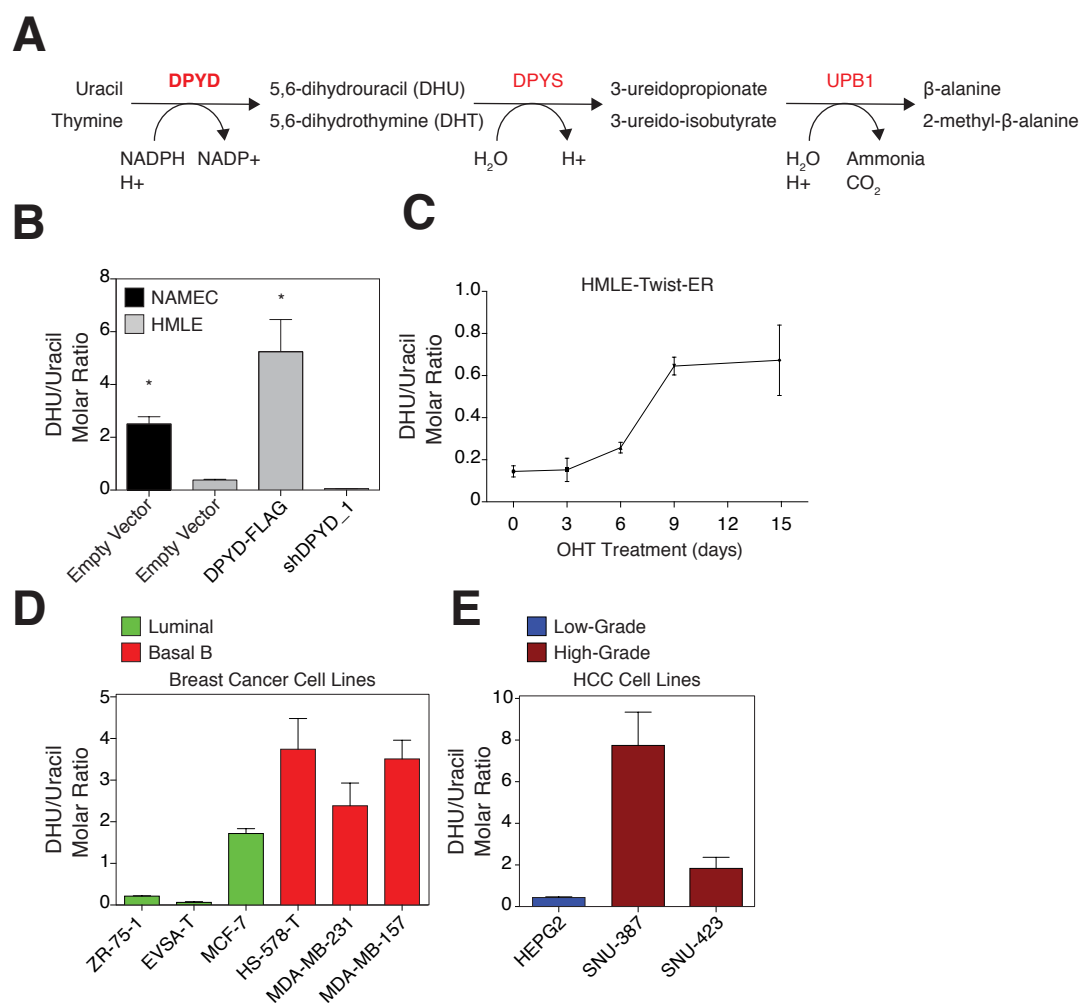 A
Uracil
Thymine
DPYD
NADPH
H+
NADP+
5,6-dihydrouracil (DHU)
5,6-dihydrothymine (DHT)
DPYS
H₂O
H+
3-ureidopropionate
3-ureido-isobutyrate
UPB1
H₂O
H+
Ammonia
CO₂
β-alanine
2-methyl-β-alanine
B
DHU/Uracil
Molar Ratio
8
6
4
2
0
NAMEC
HMLE
*
*
Empty Vector
Empty Vector
DPYD-FLAG
shDPYD_1
C
HMLE-Twist-ER
DHU/Uracil
Molar Ratio
1.0
0.8
0.6
0.4
0.2
0
0 3 6 9 12 15
OHT Treatment (days)
D
Luminal
Basal B
Breast Cancer Cell Lines
DHU/Uracil
Molar Ratio
5
4
3
2
1
0
ZR-75-1
EVSA-T
MCF-7
HS-578-T
MDA-MB-231
MDA-MB-157
E
Low-Grade
High-Grade
HCC Cell Lines
DHU/Uracil
Molar Ratio
10
8
6
4
2
0
HEPG2
SNU-387
SNU-423